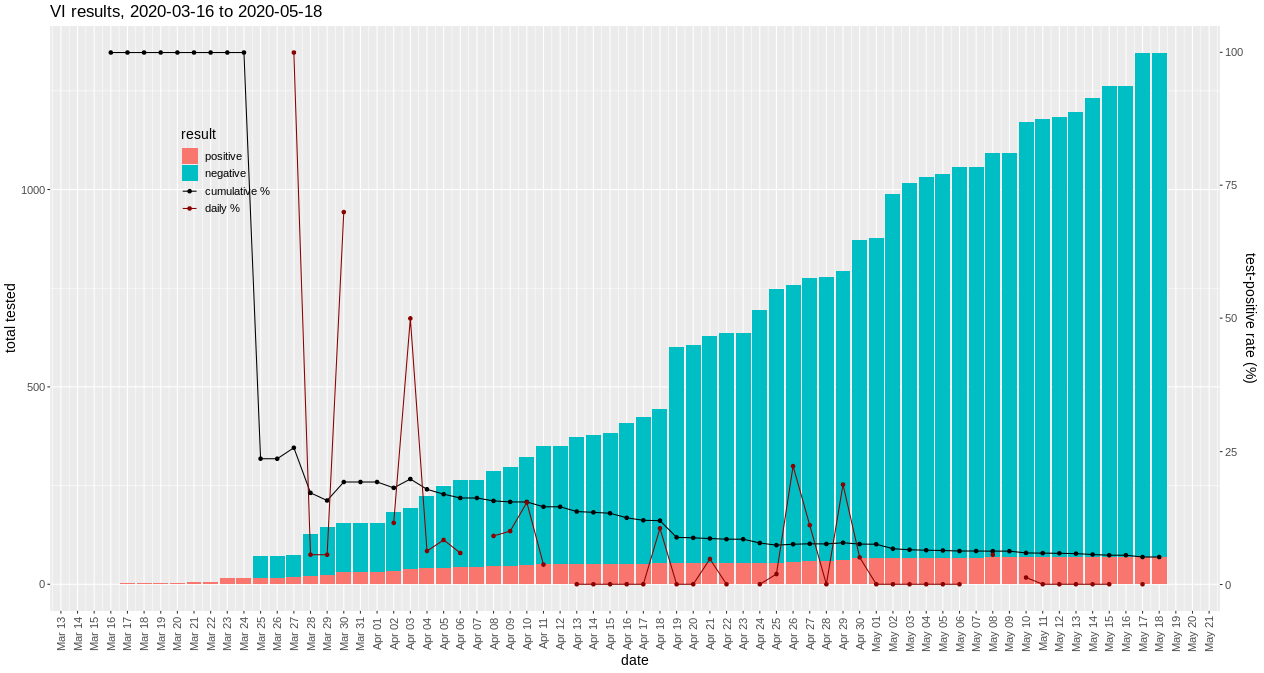 VI results, 2020-03-16 to 2020-05-18
result
positive
negative
cumulative %
daily %
total tested
1000
500
0
100
75
50
25
0
test-positive rate (%)
Mar 13
Mar 14
Mar 15
Mar 16
Mar 17
Mar 18
Mar 19
Mar 20
Mar 21
Mar 22
Mar 23
Mar 24
Mar 25
Mar 26
Mar 27
Mar 28
Mar 29
Mar 30
Mar 31
Apr 01
Apr 02
Apr 03
Apr 04
Apr 05
Apr 06
Apr 07
Apr 08
Apr 09
Apr 10
Apr 11
Apr 12
Apr 13
Apr 14
Apr 15
Apr 16
Apr 17
Apr 18
Apr 19
Apr 20
Apr 21
Apr 22
Apr 23
Apr 24
Apr 25
Apr 26
Apr 27
Apr 28
Apr 29
Apr 30
May 01
May 02
May 03
May 04
May 05
May 06
May 07
May 08
May 09
May 10
May 11
May 12
May 13
May 14
May 15
May 16
May 17
May 18
May 19
May 20
May 21
date